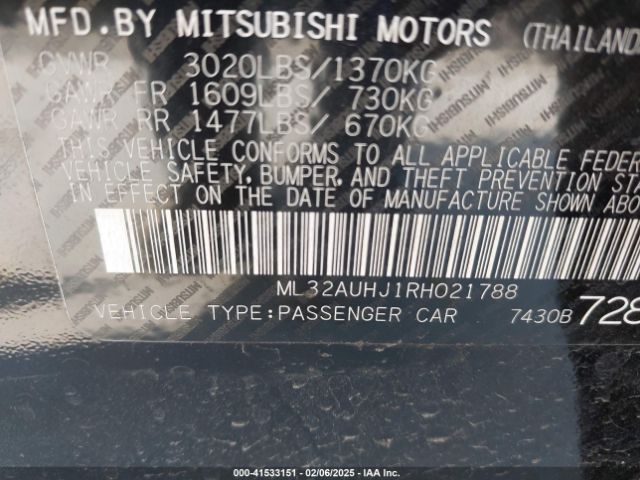 MFD.BY MITSUBISHI MOTORS (THAILAND
GVWR 3020LBS/1370KG
GAWR FR 1609LBS/ 730KG
GAWR RR 1477LBS/ 670KG
THIS VEHICLE CONFORMS TO ALL APPLICABLE FEDER
VEHICLE SAFETY, BUMPER, AND THEFT PREVENTION STA
IN EFFECT ON THE DATE OF MANUFACTURE SHOWN ABO
ML32AUHJ1RH021788
VEHICLE TYPE:PASSENGER CAR 7430B 728
000-41533151 | 02/06/2025 — IAA Inc.